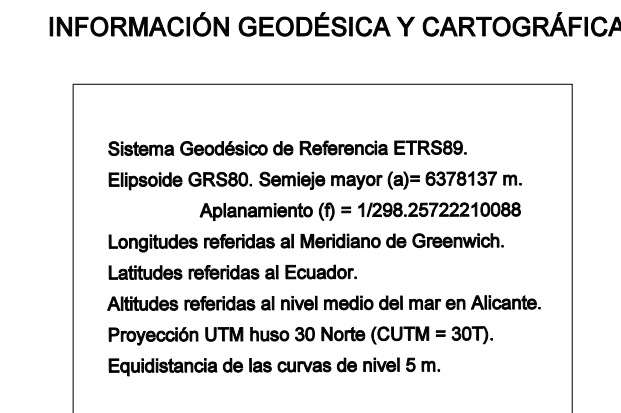 INFORMACIÓN GEODÉSICA Y CARTOGRÁFICA
Sistema Geodésico de Referencia ETRS89.
Elipsoide GRS80. Semieje mayor (a)= 6378137 m.
Aplanamiento (f) = 1/298.25722210088
Longitudes referidas al Meridiano de Greenwich.
Latitudes referidas al Ecuador.
Altitudes referidas al nivel medio del mar en Alicante.
Proyección UTM huso 30 Norte (CUTM = 30T).
Equidistancia de las curvas de nivel 5 m.